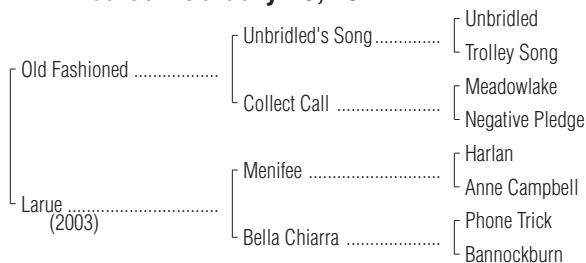 Unbridled
Unbridled's Song
Trolley Song
Old Fashioned
Meadowlake
Collect Call
Negative Pledge
Harlan
Menifee
Anne Campbell
Larue
(2003)
Phone Trick
Bella Chiarra
Bannockburn